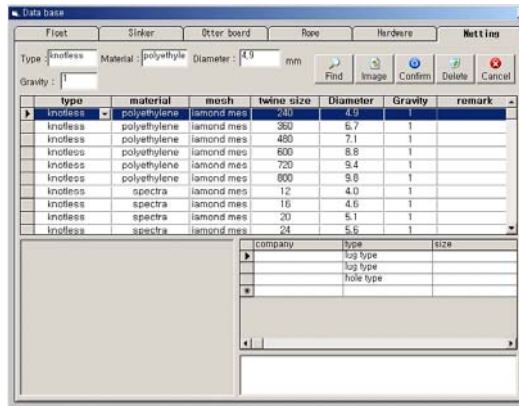 Data base
Float Sinker Otter board Rope Hardware Netting
Type : knotless Material : polyethyle Diameter : 4,9 mm
Find Image Confirm Delete Cancel
Gravity : 1
type material mesh twine size Diameter Gravity remark
knotless polyethylene iamond mes 240 4.9 1
knotless polyethylene iamond mes 360 6.7 1
knotless polyethylene iamond mes 480 7.1 1
knotless polyethylene iamond mes 600 8.8 1
knotless polyethylene iamond mes 720 9.4 1
knotless polyethylene iamond mes 800 9.8 1
knotless spectra iamond mes 12 4.0 1
knotless spectra iamond mes 16 4.6 1
knotless spectra iamond mes 20 5.1 1
knotless spectra iamond mes 24 5.6 1
company type size
lug type
lug type
hole type